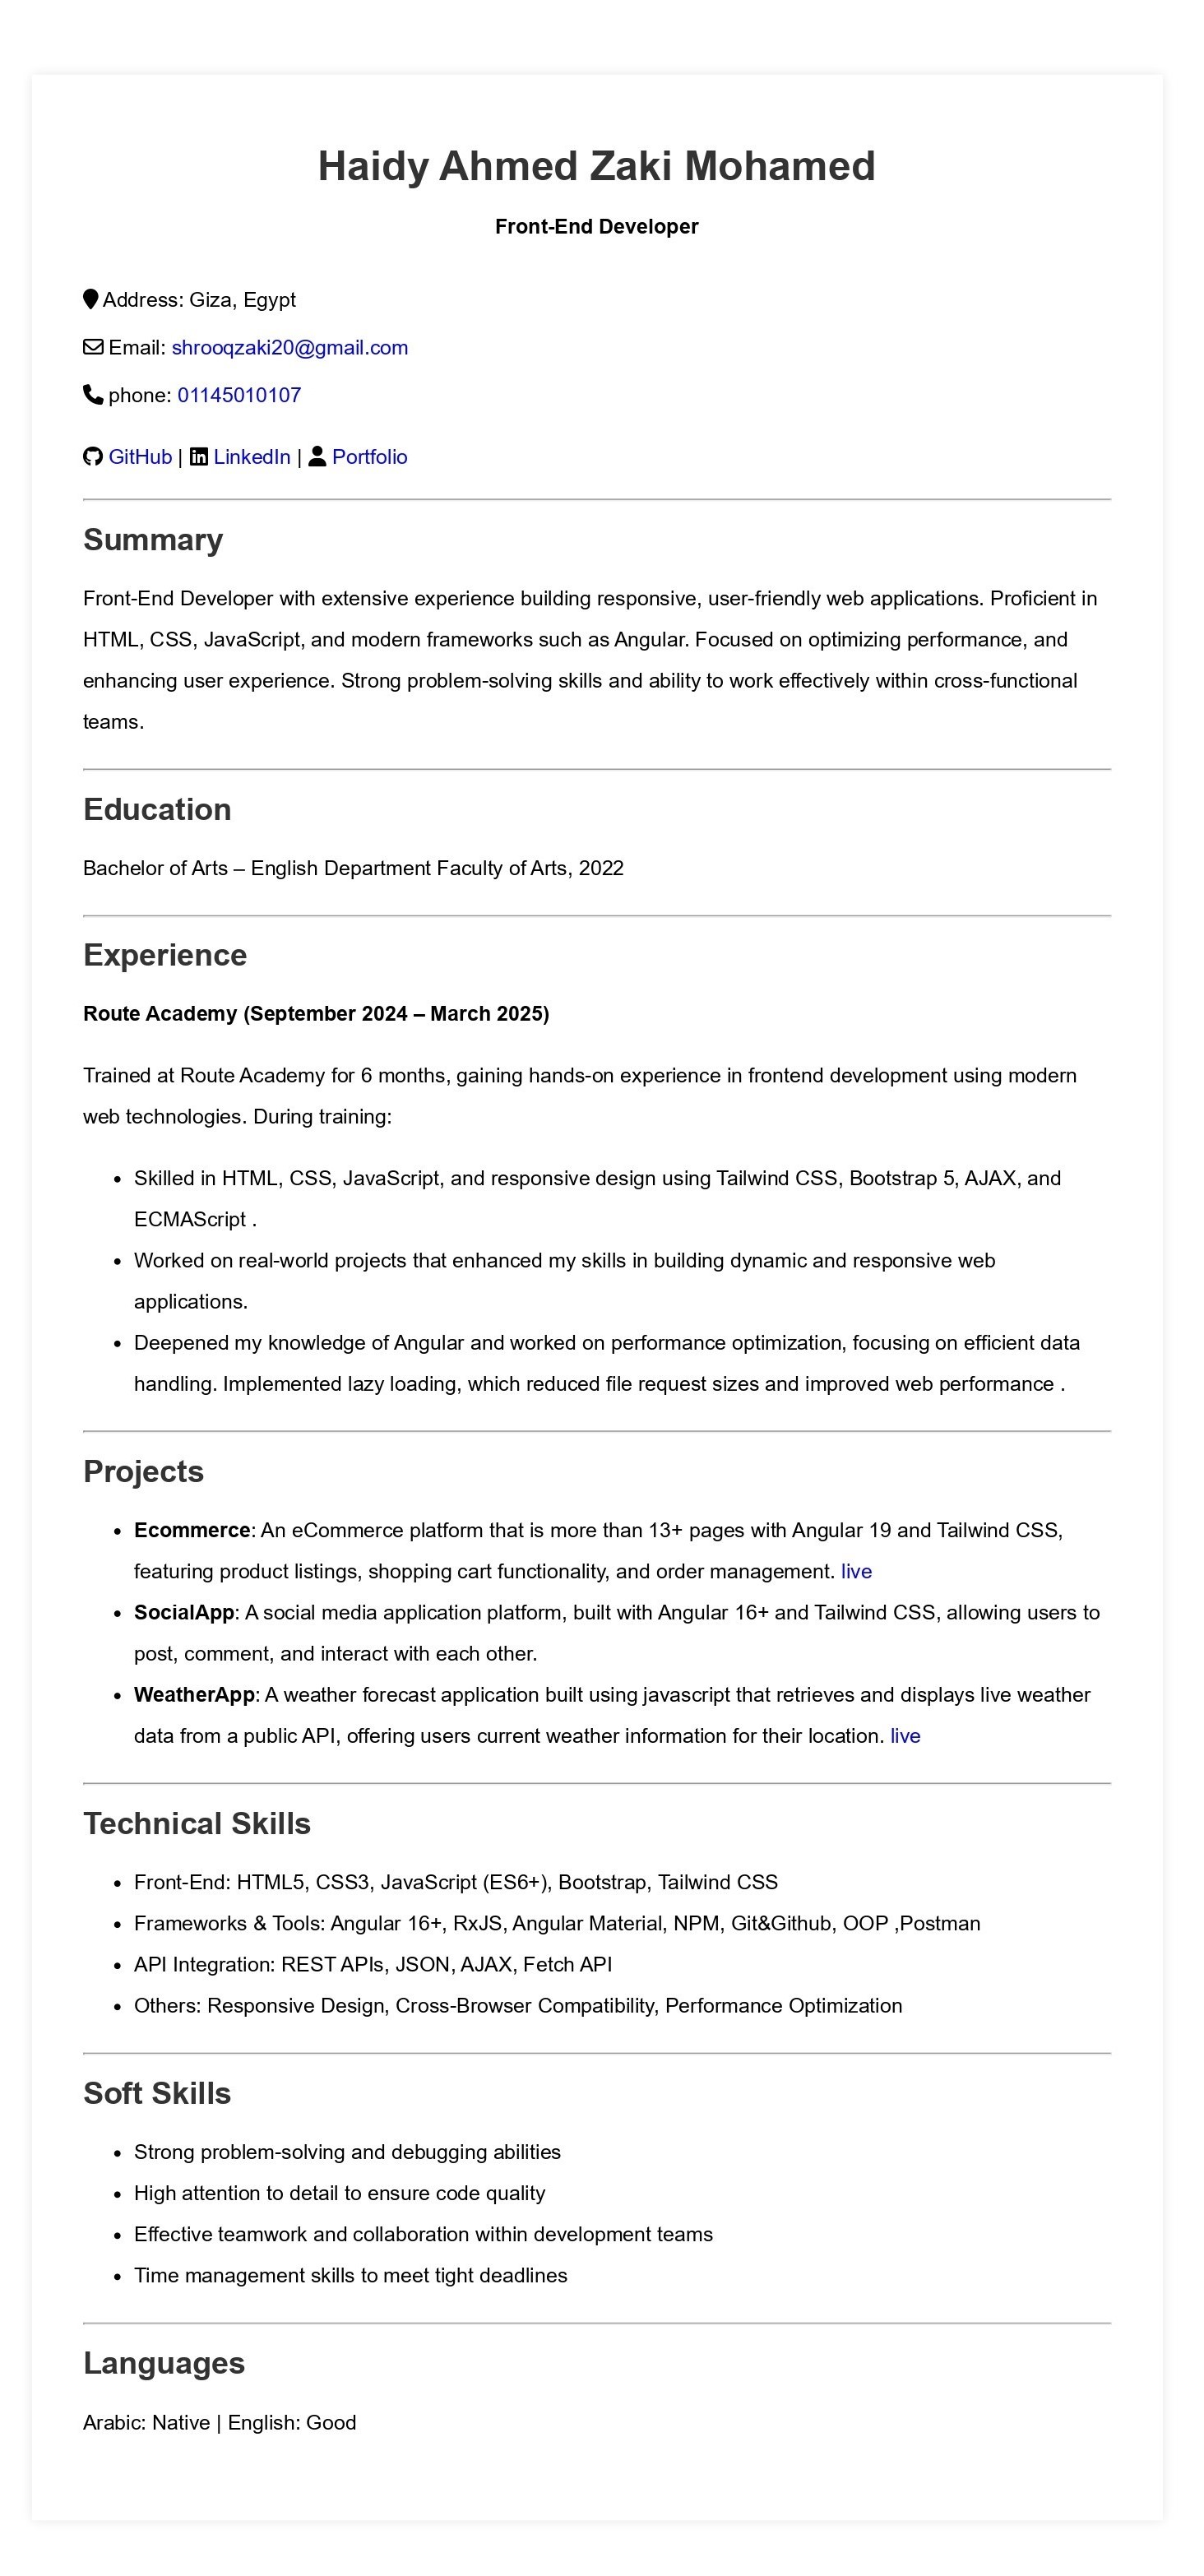 Haidy Ahmed Zaki Mohamed
Front-End Developer
Address: Giza, Egypt
Email: shrooqzaki20@gmail.com
phone: 01145010107
GitHub | LinkedIn | Portfolio
Summary
Front-End Developer with extensive experience building responsive, user-friendly web applications. Proficient in
HTML, CSS, JavaScript, and modern frameworks such as Angular. Focused on optimizing performance, and
enhancing user experience. Strong problem-solving skills and ability to work effectively within cross-functional
teams.
Education
Bachelor of Arts – English Department Faculty of Arts, 2022
Experience
Route Academy (September 2024 – March 2025)
Trained at Route Academy for 6 months, gaining hands-on experience in frontend development using modern
web technologies. During training:
• Skilled in HTML, CSS, JavaScript, and responsive design using Tailwind CSS, Bootstrap 5, AJAX, and
ECMAScript .
• Worked on real-world projects that enhanced my skills in building dynamic and responsive web
applications.
• Deepened my knowledge of Angular and worked on performance optimization, focusing on efficient data
handling. Implemented lazy loading, which reduced file request sizes and improved web performance .
Projects
• Ecommerce: An eCommerce platform that is more than 13+ pages with Angular 19 and Tailwind CSS,
featuring product listings, shopping cart functionality, and order management. live
• SocialApp: A social media application platform, built with Angular 16+ and Tailwind CSS, allowing users to
post, comment, and interact with each other.
• WeatherApp: A weather forecast application built using javascript that retrieves and displays live weather
data from a public API, offering users current weather information for their location. live
Technical Skills
• Front-End: HTML5, CSS3, JavaScript (ES6+), Bootstrap, Tailwind CSS
• Frameworks & Tools: Angular 16+, RxJS, Angular Material, NPM, Git&Github, OOP ,Postman
• API Integration: REST APIs, JSON, AJAX, Fetch API
• Others: Responsive Design, Cross-Browser Compatibility, Performance Optimization
Soft Skills
• Strong problem-solving and debugging abilities
• High attention to detail to ensure code quality
• Effective teamwork and collaboration within development teams
• Time management skills to meet tight deadlines
Languages
Arabic: Native | English: Good